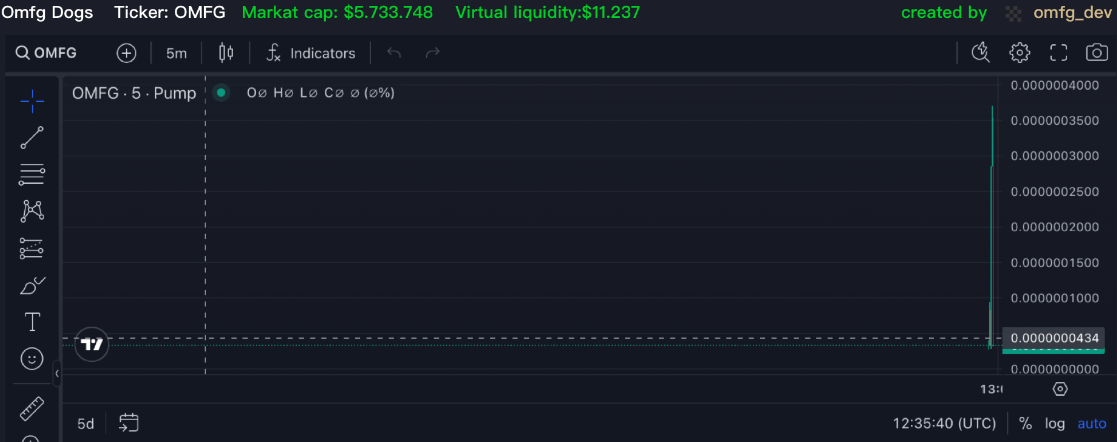 Omfg Dogs Ticker: OMFG Markat cap: $5.733.748 Virtual liquidity:$11.237 created by omfg_dev
OMFG 5m Indicators
OMFG · 5 · Pump O∅ H∅ L∅ C∅ ∅ (∅%)
0.0000004000
0.0000003500
0.0000003000
0.0000002500
0.0000002000
0.0000001500
0.0000001000
0.0000000434
0.0000000000
13:0
5d 12:35:40 (UTC) % log auto